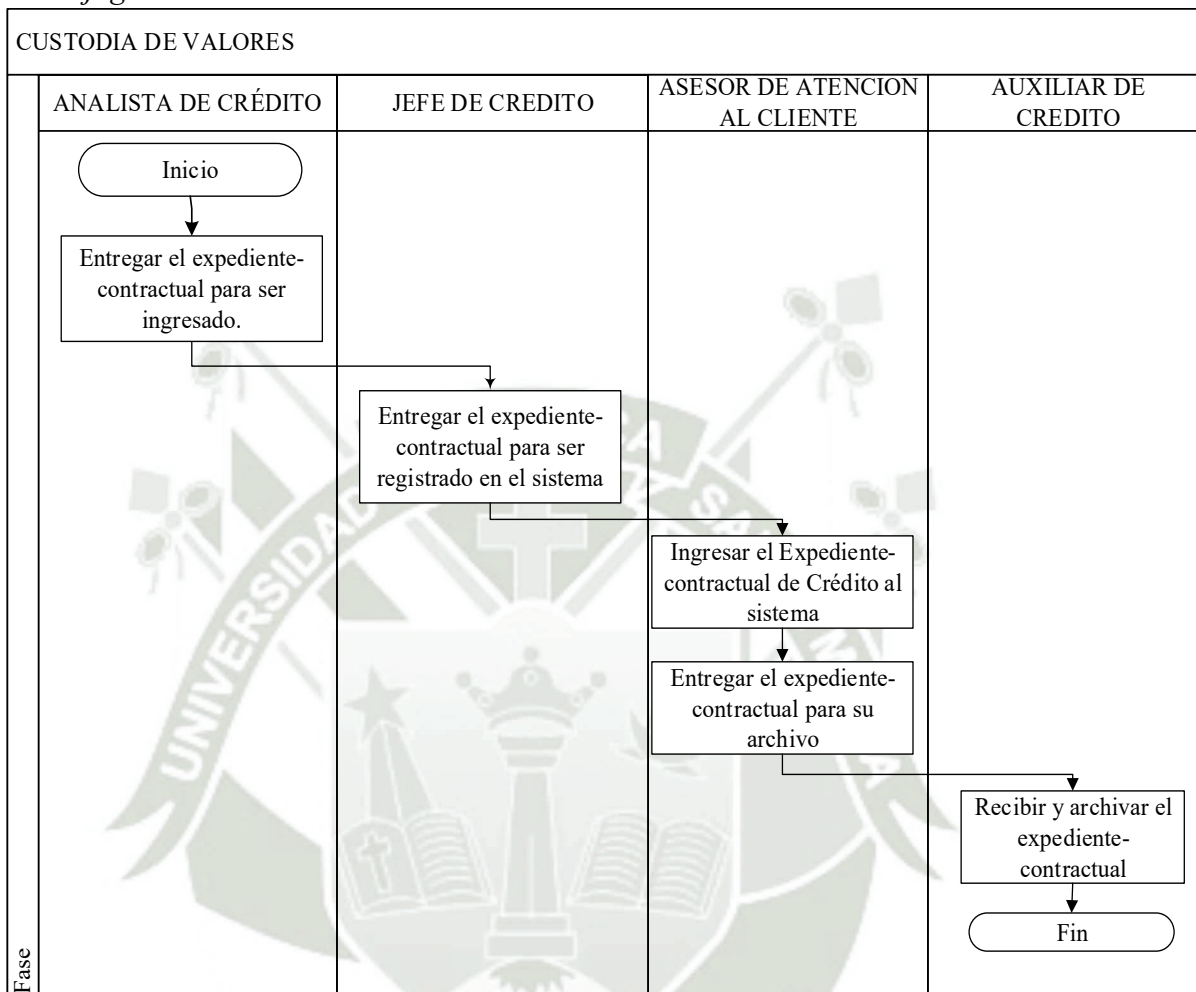 CUSTODIA DE VALORES
ANALISTA DE CRÉDITO
JEFE DE CREDITO
ASESOR DE ATENCION
AL CLIENTE
AUXILIAR DE
CREDITO
Inicio
Entregar el expediente-
contractual para ser
ingresado.
Entregar el expediente-
contractual para ser
registrado en el sistema
Ingresar el Expediente-
contractual de Crédito al
sistema
Entregar el expediente-
contractual para su
archivo
Recibir y archivar el
expediente-
contractual
Fin
Fase
UNIVERSIDAD